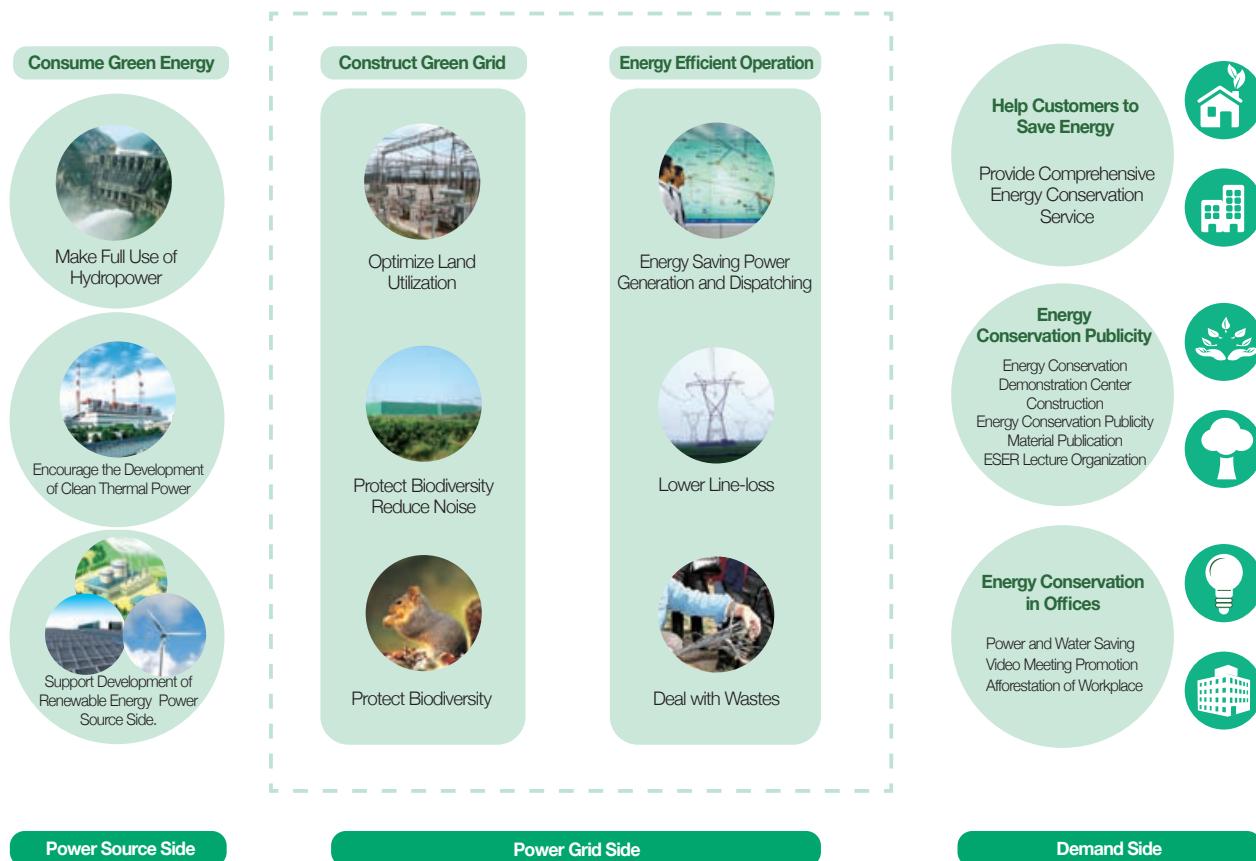 Consume Green Energy
Make Full Use of
Hydropower
Encourage the Development
of Clean Thermal Power
Support Development of
Renewable Energy Power
Source Side.
Power Source Side
Construct Green Grid
Optimize Land
Utilization
Protect Biodiversity
Reduce Noise
Protect Biodiversity
Energy Efficient Operation
Energy Saving Power
Generation and Dispatching
Lower Line-loss
Deal with Wastes
Power Grid Side
Help Customers to
Save Energy
Provide Comprehensive
Energy Conservation
Service
Energy
Conservation Publicity
Energy Conservation
Demonstration Center
Construction
Energy Conservation Publicity
Material Publication
ESER Lecture Organization
Energy Conservation
in Offices
Power and Water Saving
Video Meeting Promotion
Afforestation of Workplace
Demand Side